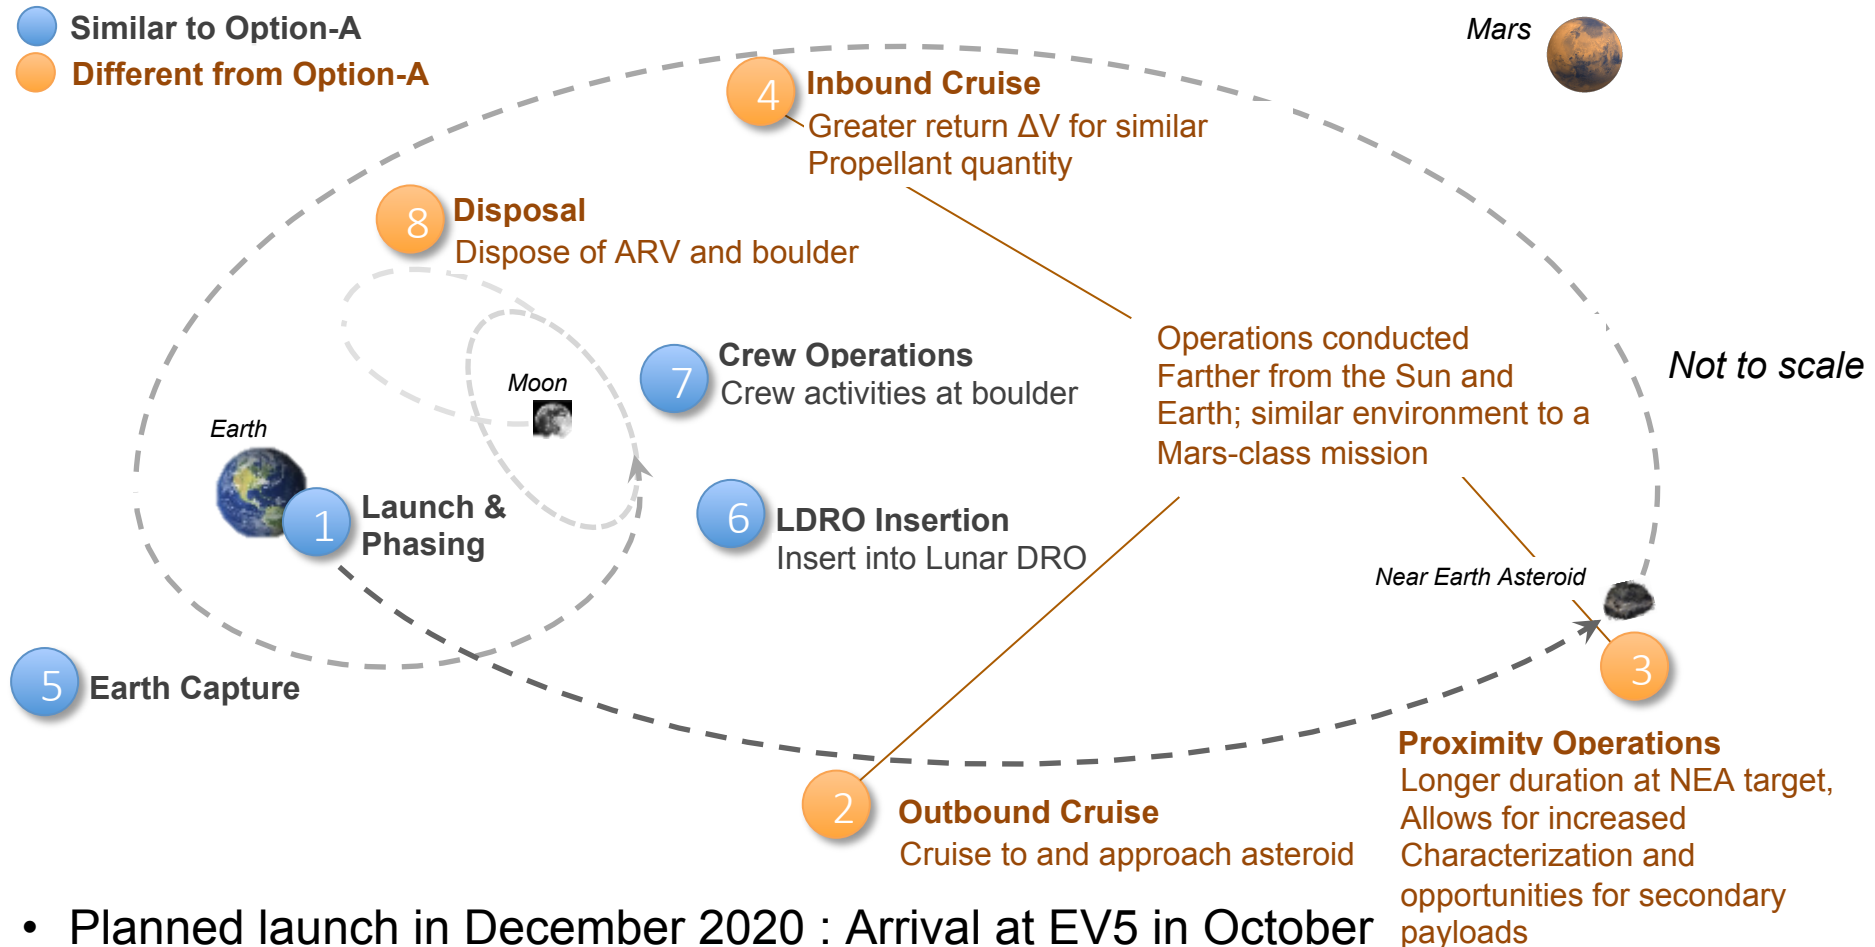 Similar to Option-A
Different from Option-A
Mars
4
Inbound Cruise
Greater return ΔV for similar
Propellant quantity
8
Disposal
Dispose of ARV and boulder
Operations conducted
Farther from the Sun and
Earth; similar environment to a
Mars-class mission
Not to scale
7
Crew Operations
Crew activities at boulder
Moon
Earth
1
Launch &
Phasing
6
LDRO Insertion
Insert into Lunar DRO
Near Earth Asteroid
5
Earth Capture
3
Proximity Operations
Longer duration at NEA target,
Allows for increased
Characterization and
opportunities for secondary
payloads
2
Outbound Cruise
Cruise to and approach asteroid
• Planned launch in December 2020 : Arrival at EV5 in October